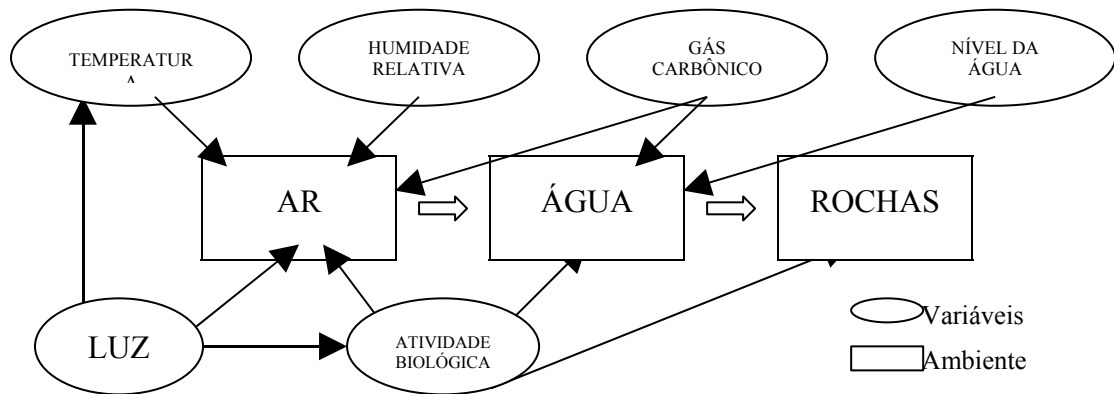 TEMPERATUR
A
HUMIDADE
RELATIVA
GÁS
CARBÔNICO
NÍVEL DA
ÁGUA
AR
ÁGUA
ROCHAS
LUZ
ATIVIDADE
BIOLÓGICA
Variáveis
Ambiente